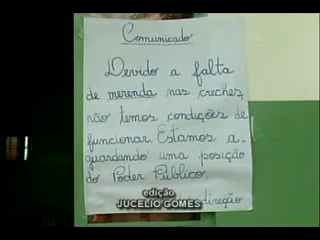 Comunicado
Devido a falta
de merenda nas creches,
não temos condições de
funcionar. Estamos a-
guardando uma posição
do Poder Público.
edição
JUCELIO GOMES
direção